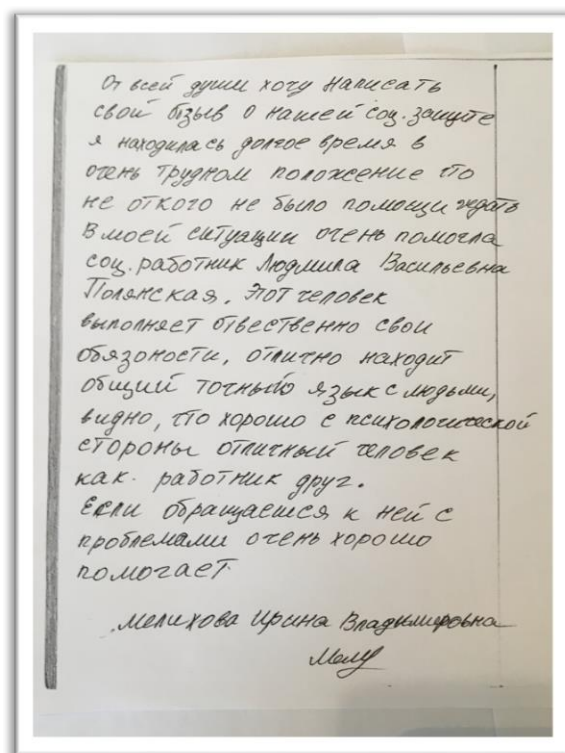 От всей души хочу написать
свой отзыв о нашей соц. защите
я находилась долгое время в
очень трудном положение что
не откого не было помощи ждать
В моей ситуации очень помогла
соц. работник Людмила Васильевна
Полянская. Этот человек
выполняет отвественно свои
обязоности, отлично находит
общий точный язык с людьми,
видно, что хорошо с психологической
стороны отличный человек
как работник друг.
Если обращаешся к ней с
проблемами очень хорошо
помогает.
Мелихова Ирина Владимировна